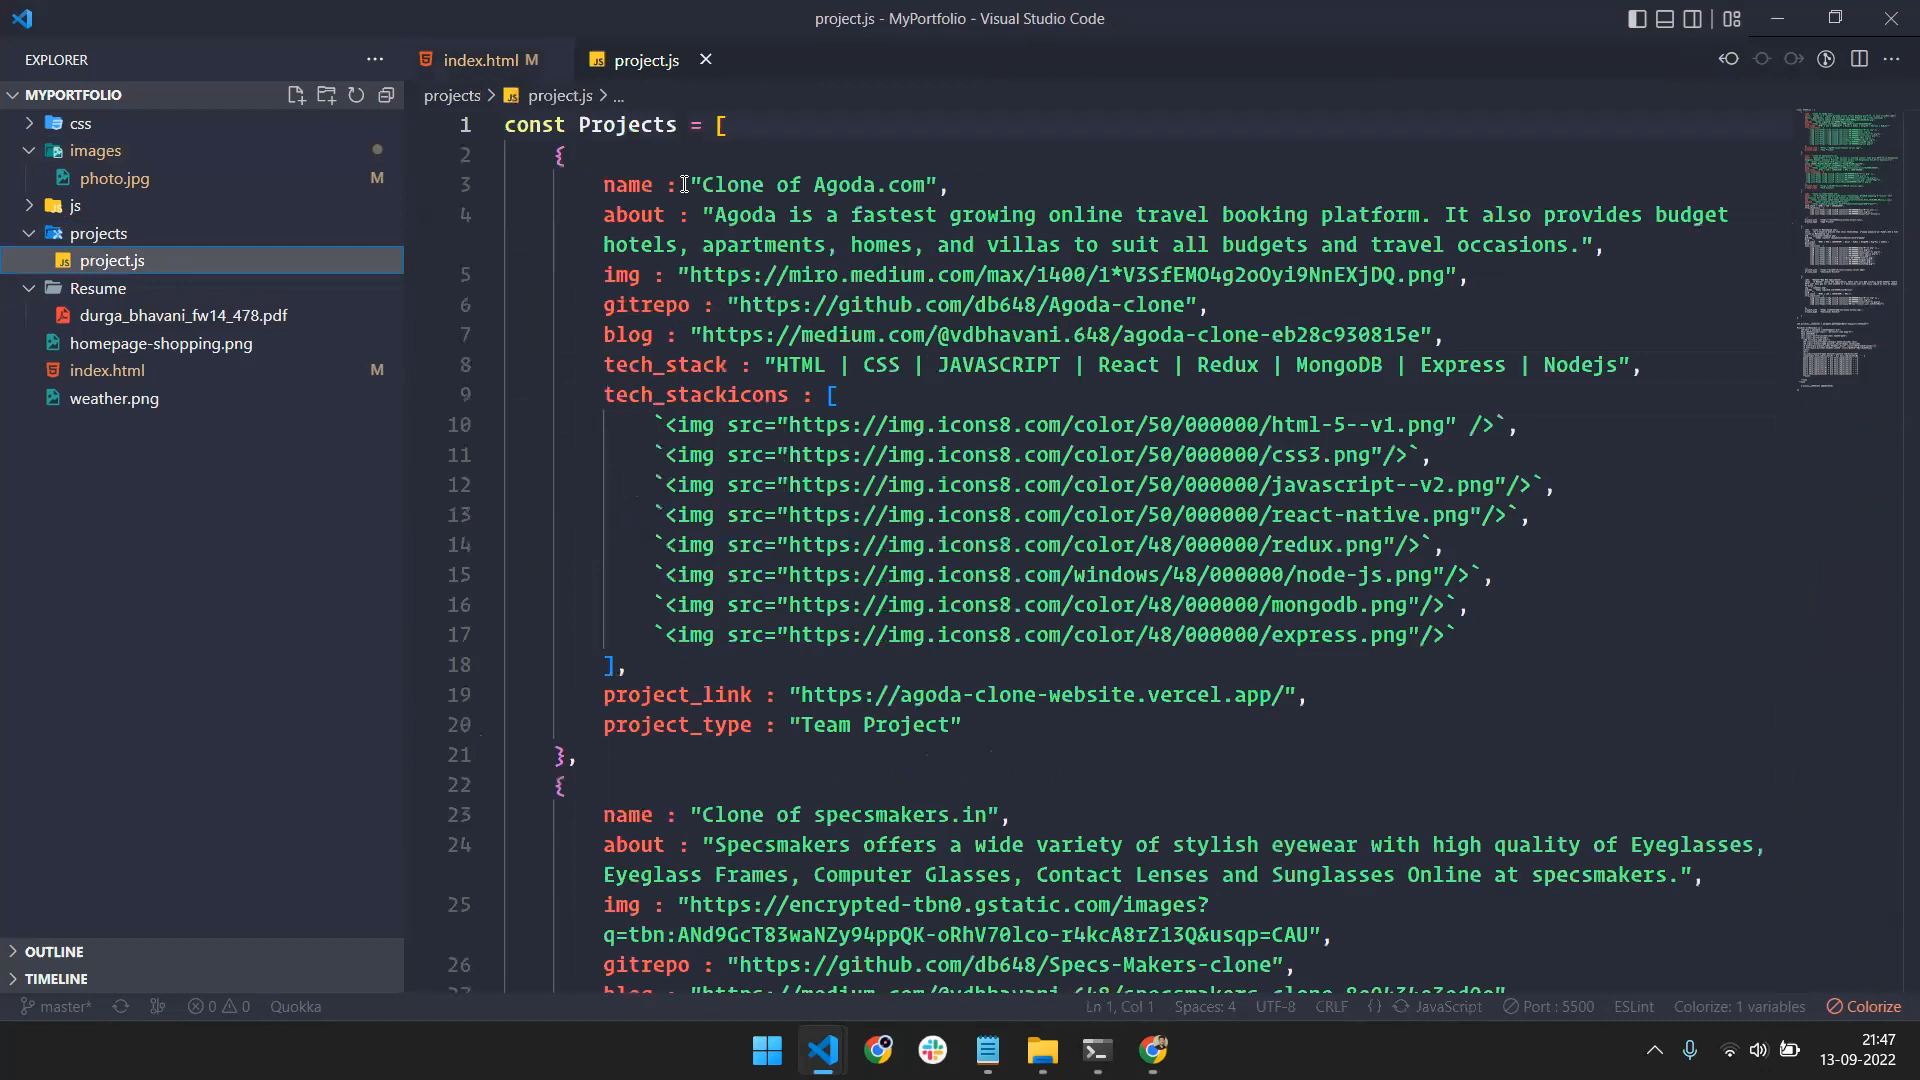 project.js - MyPortfolio - Visual Studio Code
EXPLORER
index.html M
project.js
MYPORTFOLIO
projects > project.js > ...
css
images
photo.jpg M
js
projects
project.js
Resume
durga_bhavani_fw14_478.pdf
homepage-shopping.png
index.html M
weather.png
OUTLINE
TIMELINE
1 const Projects = [
2 {
3 name : "Clone of Agoda.com",
4 about : "Agoda is a fastest growing online travel booking platform. It also provides budget
hotels, apartments, homes, and villas to suit all budgets and travel occasions.",
5 img : "https://miro.medium.com/max/1400/1*V3SfEMO4g2oOyi9NnEXjDQ.png",
6 gitrepo : "https://github.com/db648/Agoda-clone",
7 blog : "https://medium.com/@vdbhavani.648/agoda-clone-eb28c930815e",
8 tech_stack : "HTML | CSS | JAVASCRIPT | React | Redux | MongoDB | Express | Nodejs",
9 tech_stackicons : [
10 `<img src="https://img.icons8.com/color/50/000000/html-5--v1.png" />`,
11 `<img src="https://img.icons8.com/color/50/000000/css3.png"/>`,
12 `<img src="https://img.icons8.com/color/50/000000/javascript--v2.png"/>`,
13 `<img src="https://img.icons8.com/color/50/000000/react-native.png"/>`,
14 `<img src="https://img.icons8.com/color/48/000000/redux.png"/>`,
15 `<img src="https://img.icons8.com/windows/48/000000/node-js.png"/>`,
16 `<img src="https://img.icons8.com/color/48/000000/mongodb.png"/>`,
17 `<img src="https://img.icons8.com/color/48/000000/express.png"/>`
18 ],
19 project_link : "https://agoda-clone-website.vercel.app/",
20 project_type : "Team Project"
21 },
22 {
23 name : "Clone of specsmakers.in",
24 about : "Specsmakers offers a wide variety of stylish eyewear with high quality of Eyeglasses,
Eyeglass Frames, Computer Glasses, Contact Lenses and Sunglasses Online at specsmakers.",
25 img : "https://encrypted-tbn0.gstatic.com/images?
q=tbn:ANd9GcT83waNZy94ppQK-oRhV70lco-r4kcA8rZ13Q&usqp=CAU",
26 gitrepo : "https://github.com/db648/Specs-Makers-clone",
master* 0 0 Quokka
Ln 1, Col 1 Spaces: 4 UTF-8 CRLF {} JavaScript Port : 5500 ESLint Colorize: 1 variables Colorize
21:47
13-09-2022